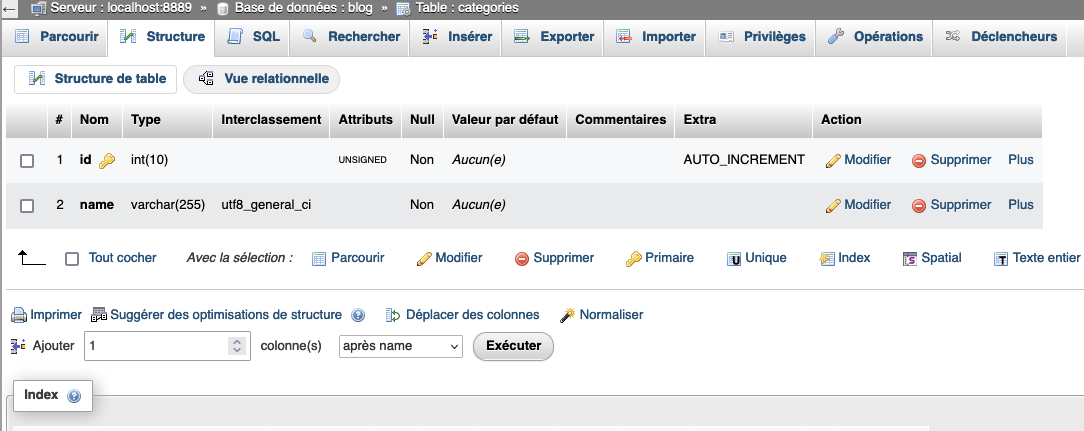 Serveur : localhost:8889 » Base de données : blog » Table : categories
Parcourir Structure SQL Rechercher Insérer Exporter Importer Privilèges Opérations Déclencheurs
Structure de table Vue relationnelle
# Nom Type Interclassement Attributs Null Valeur par défaut Commentaires Extra Action
1 id int(10) UNSIGNED Non Aucun(e) AUTO_INCREMENT Modifier Supprimer Plus
2 name varchar(255) utf8_general_ci Non Aucun(e) Modifier Supprimer Plus
Tout cocher Avec la sélection : Parcourir Modifier Supprimer Primaire Unique Index Spatial Texte entier
Imprimer Suggérer des optimisations de structure Déplacer des colonnes Normaliser
Ajouter 1 colonne(s) après name Exécuter
Index